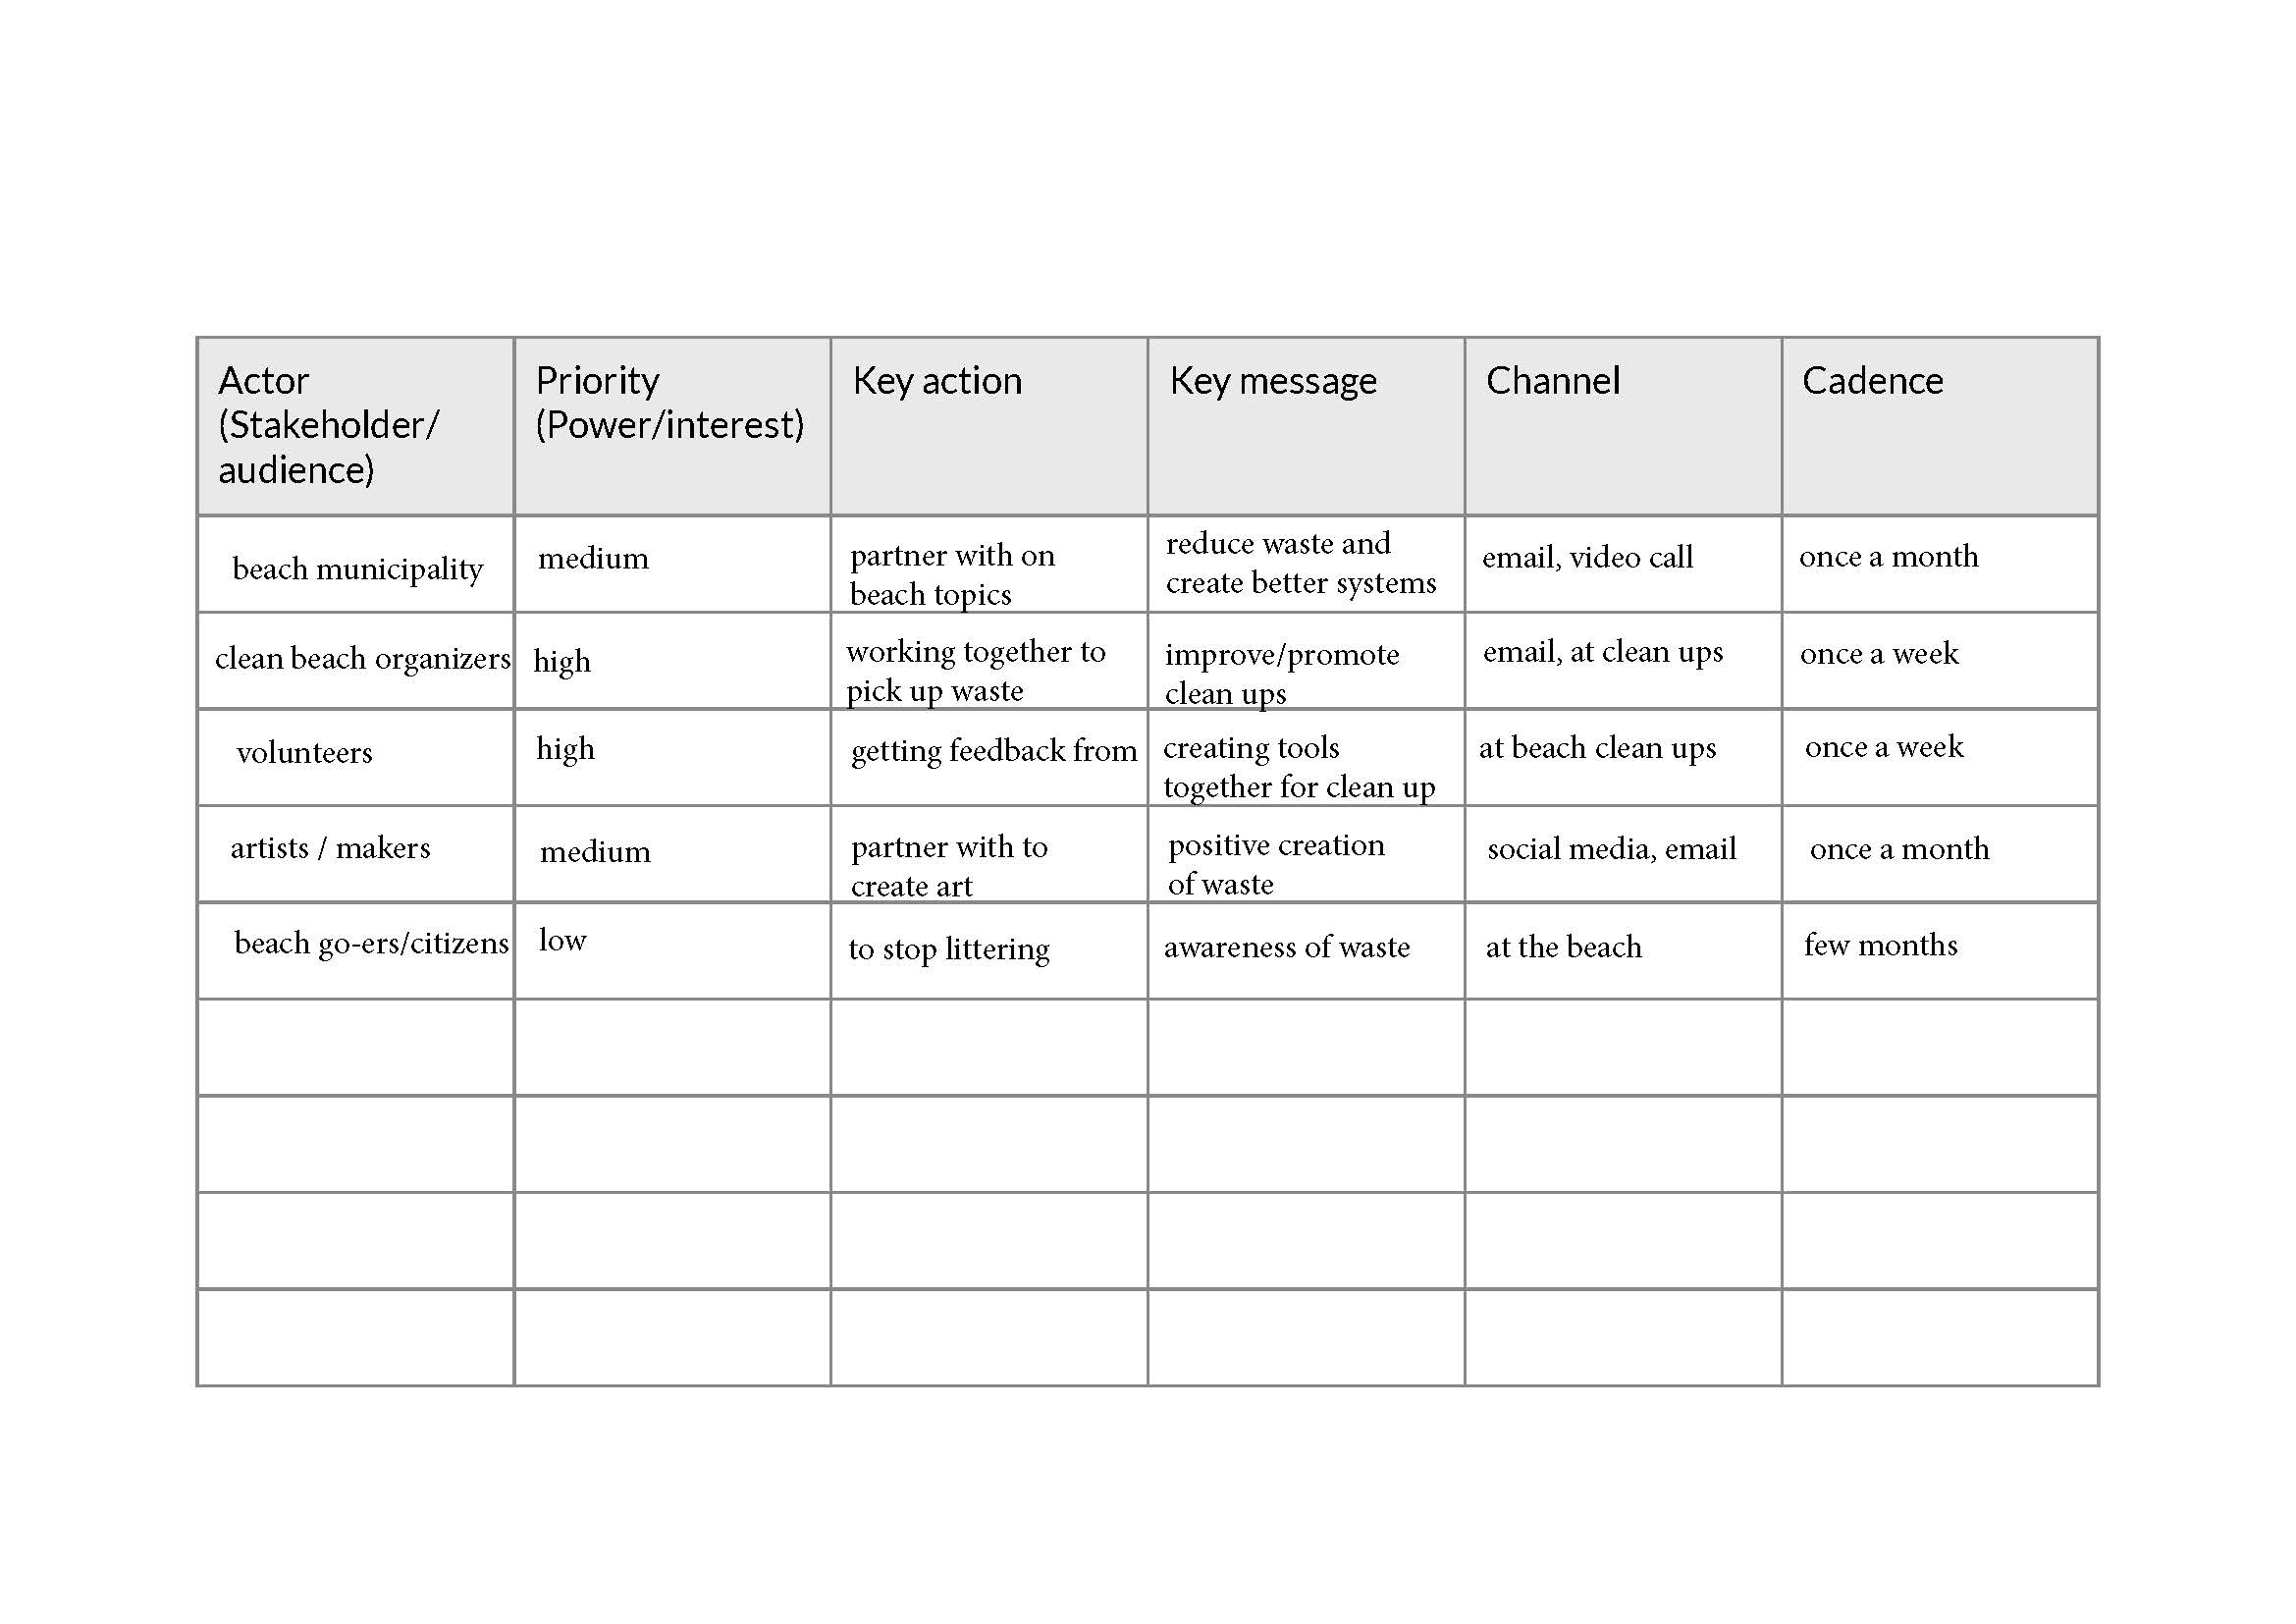 Actor
(Stakeholder/
audience)
Priority
(Power/interest)
Key action
Key message
Channel
Cadence
beach municipality
medium
partner with on
beach topics
reduce waste and
create better systems
email, video call
once a month
clean beach organizers
high
working together to
pick up waste
improve/promote
clean ups
email, at clean ups
once a week
volunteers
high
getting feedback from
creating tools
together for clean up
at beach clean ups
once a week
artists / makers
medium
partner with to
create art
positive creation
of waste
social media, email
once a month
beach go-ers/citizens
low
to stop littering
awareness of waste
at the beach
few months